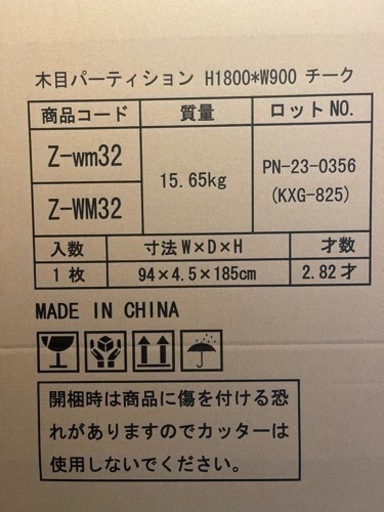 木目パーティション H1800*W900 チーク
商品コード 質量 ロットNO.
Z-wm32
15.65kg
PN-23-0356
(KXG-825)
Z-WM32
入数 寸法W×D×H 才数
1枚 94×4.5×185cm 2.82才
MADE IN CHINA
開梱時は商品に傷を付ける恐
れがありますのでカッターは
使用しないでください。